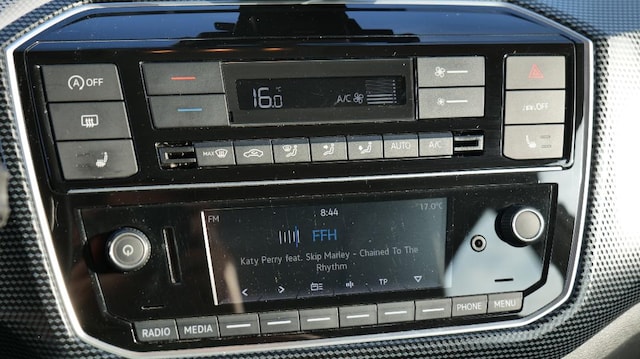 A OFF
16.0 °C
A/C
OFF
MAX
AUTO
A/C
FM
8:44
17.0°C
FFH
Katy Perry feat. Skip Marley - Chained To The
Rhythm
TP
RADIO
MEDIA
PHONE
MENU